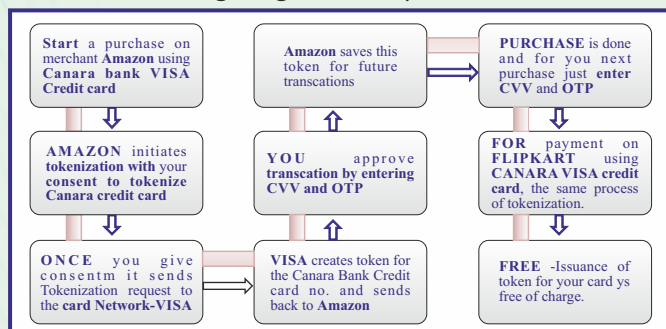 Start a purchase on
merchant Amazon using
Canara bank VISA
Credit card
AMAZON initiates
tokenization with your
consent to tokenize
Canara credit card
ONCE you give
consentm it sends
Tokenization request to
the card Network-VISA
VISA creates token for
the Canara Bank Credit
card no. and sends
back to Amazon
YOU approve
transcation by entering
CVV and OTP
Amazon saves this
token for future
transcations
PURCHASE is done
and for you next
purchase just enter
CVV and OTP
FOR payment on
FLIPKART using
CANARA VISA credit
card, the same process
of tokenization.
FREE -Issuance of
token for your card ys
free of charge.